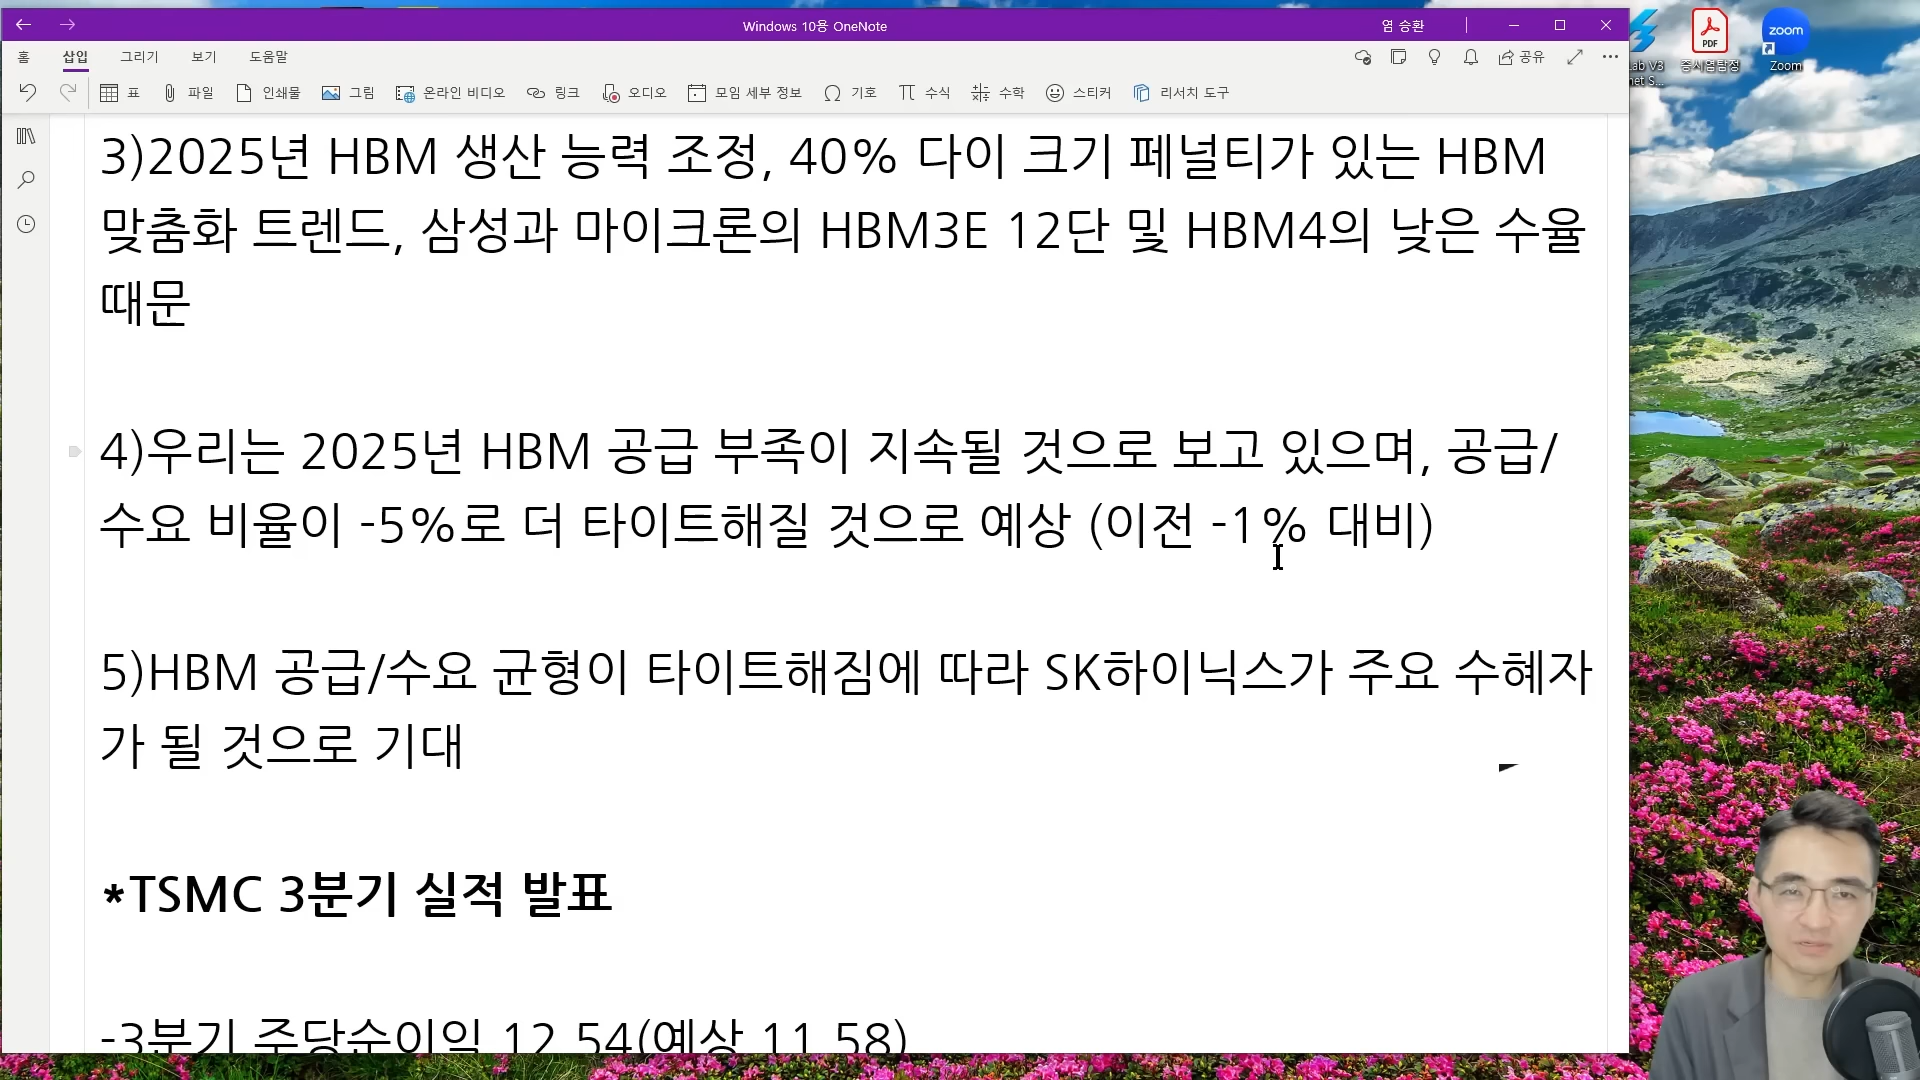 Windows 10용 OneNote
염 승환
홈 삽입 그리기 보기 도움말
공유
표 파일 인쇄물 그림 온라인 비디오 링크 오디오 모임 세부 정보 기호 수식 수학 스티커 리서치 도구
PDF
zoom
Lab V3 증시염탐정 Zoom
net S...
3)2025년 HBM 생산 능력 조정, 40% 다이 크기 페널티가 있는 HBM
맞춤화 트렌드, 삼성과 마이크론의 HBM3E 12단 및 HBM4의 낮은 수율
때문
4)우리는 2025년 HBM 공급 부족이 지속될 것으로 보고 있으며, 공급/
수요 비율이 -5%로 더 타이트해질 것으로 예상 (이전 -1% 대비)
5)HBM 공급/수요 균형이 타이트해짐에 따라 SK하이닉스가 주요 수혜자
가 될 것으로 기대
*TSMC 3분기 실적 발표
-3분기 주당순이익 12.54(예상 11.58)